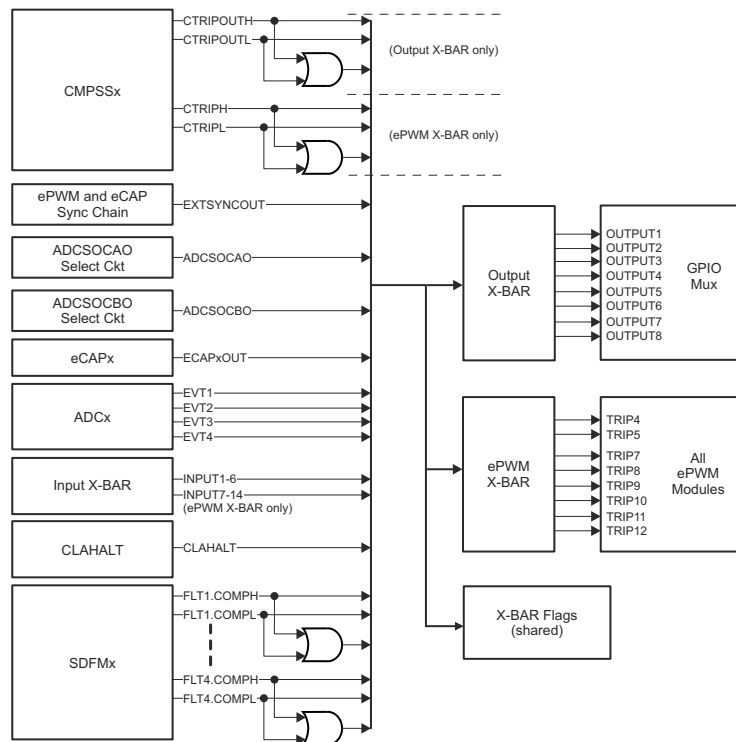 CMPSSx
CTRIPOUTH
CTRIPOUTL
(Output X-BAR only)
CTRIPH
CTRIPL
(ePWM X-BAR only)
ePWM and eCAP
Sync Chain
EXTSYNCOUT
ADCSOCAO
Select Ckt
ADCSOCAO
ADCSOCBO
Select Ckt
ADCSOCBO
eCAPx
ECAPxOUT
ADCx
EVT1
EVT2
EVT3
EVT4
Input X-BAR
INPUT1-6
INPUT7-14
(ePWM X-BAR only)
CLAHALT
CLAHALT
SDFMx
FLT1.COMPH
FLT1.COMPL
FLT4.COMPH
FLT4.COMPL
Output
X-BAR
OUTPUT1
OUTPUT2
OUTPUT3
OUTPUT4
OUTPUT5
OUTPUT6
OUTPUT7
OUTPUT8
GPIO
Mux
ePWM
X-BAR
TRIP4
TRIP5
TRIP7
TRIP8
TRIP9
TRIP10
TRIP11
TRIP12
All
ePWM
Modules
X-BAR Flags
(shared)